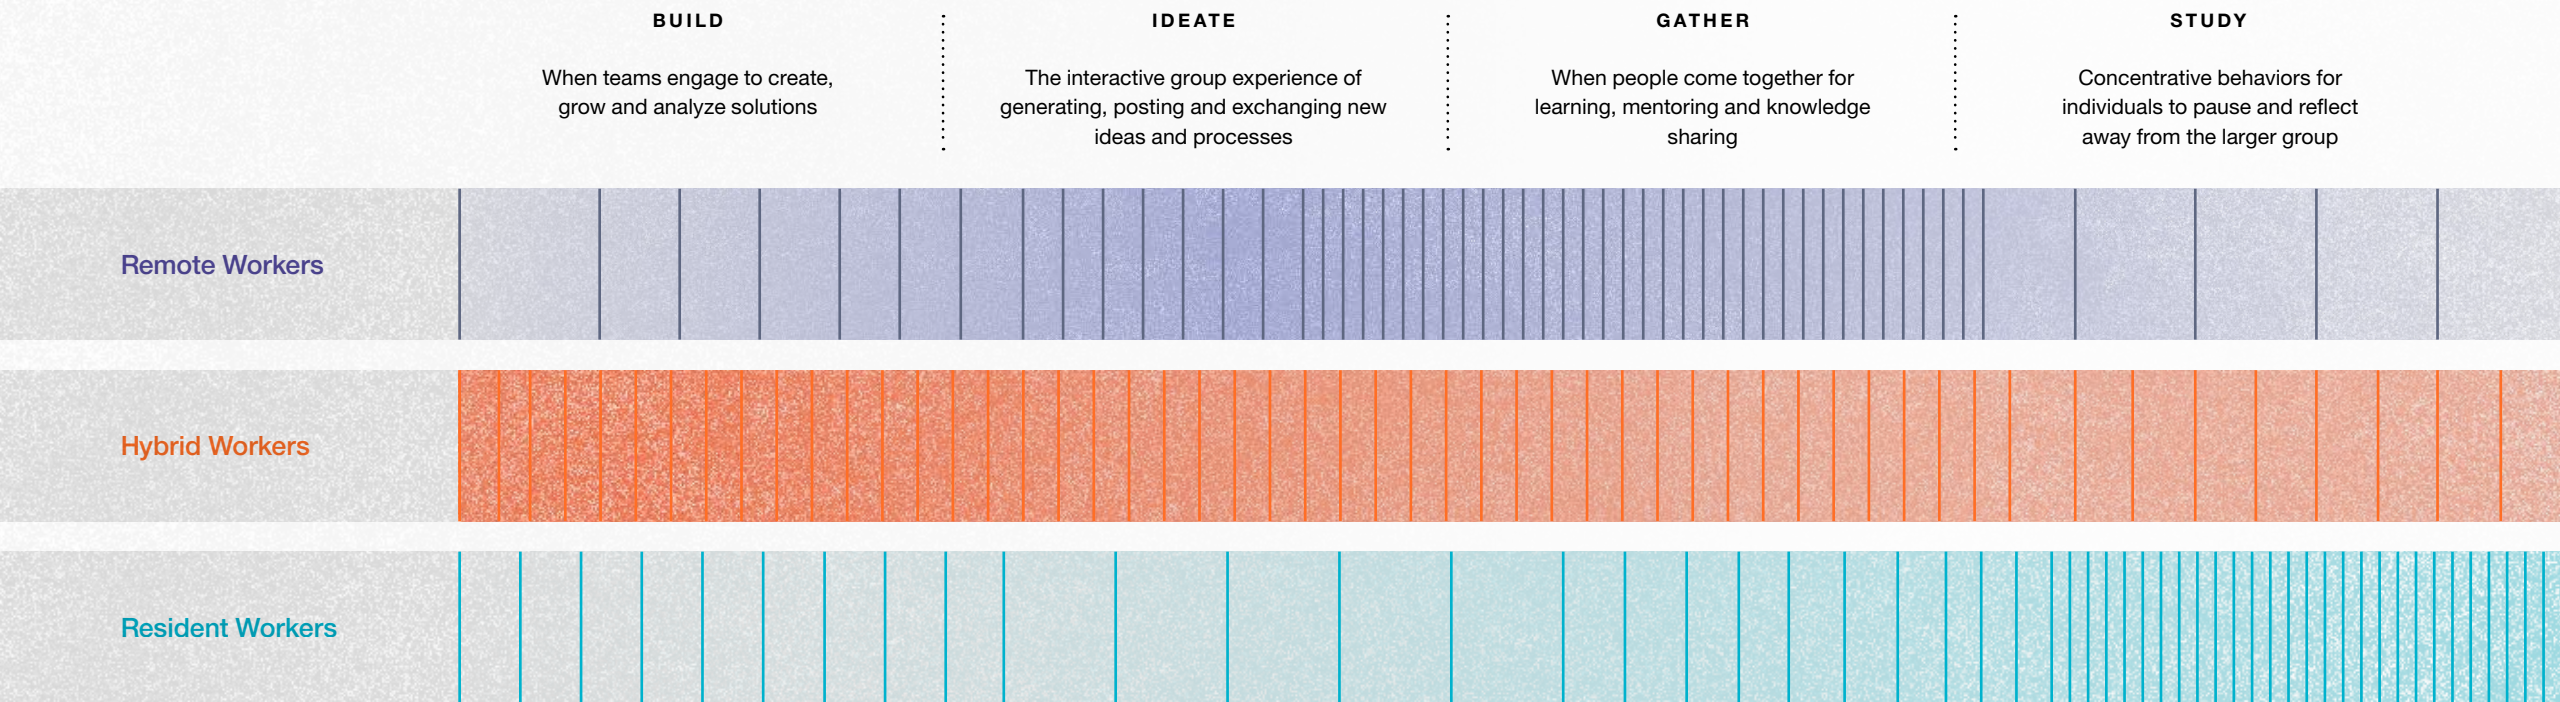 BUILD
When teams engage to create,
grow and analyze solutions
IDEATE
The interactive group experience of
generating, posting and exchanging new
ideas and processes
GATHER
When people come together for
learning, mentoring and knowledge
sharing
STUDY
Concentrative behaviors for
individuals to pause and reflect
away from the larger group
Remote Workers
Hybrid Workers
Resident Workers